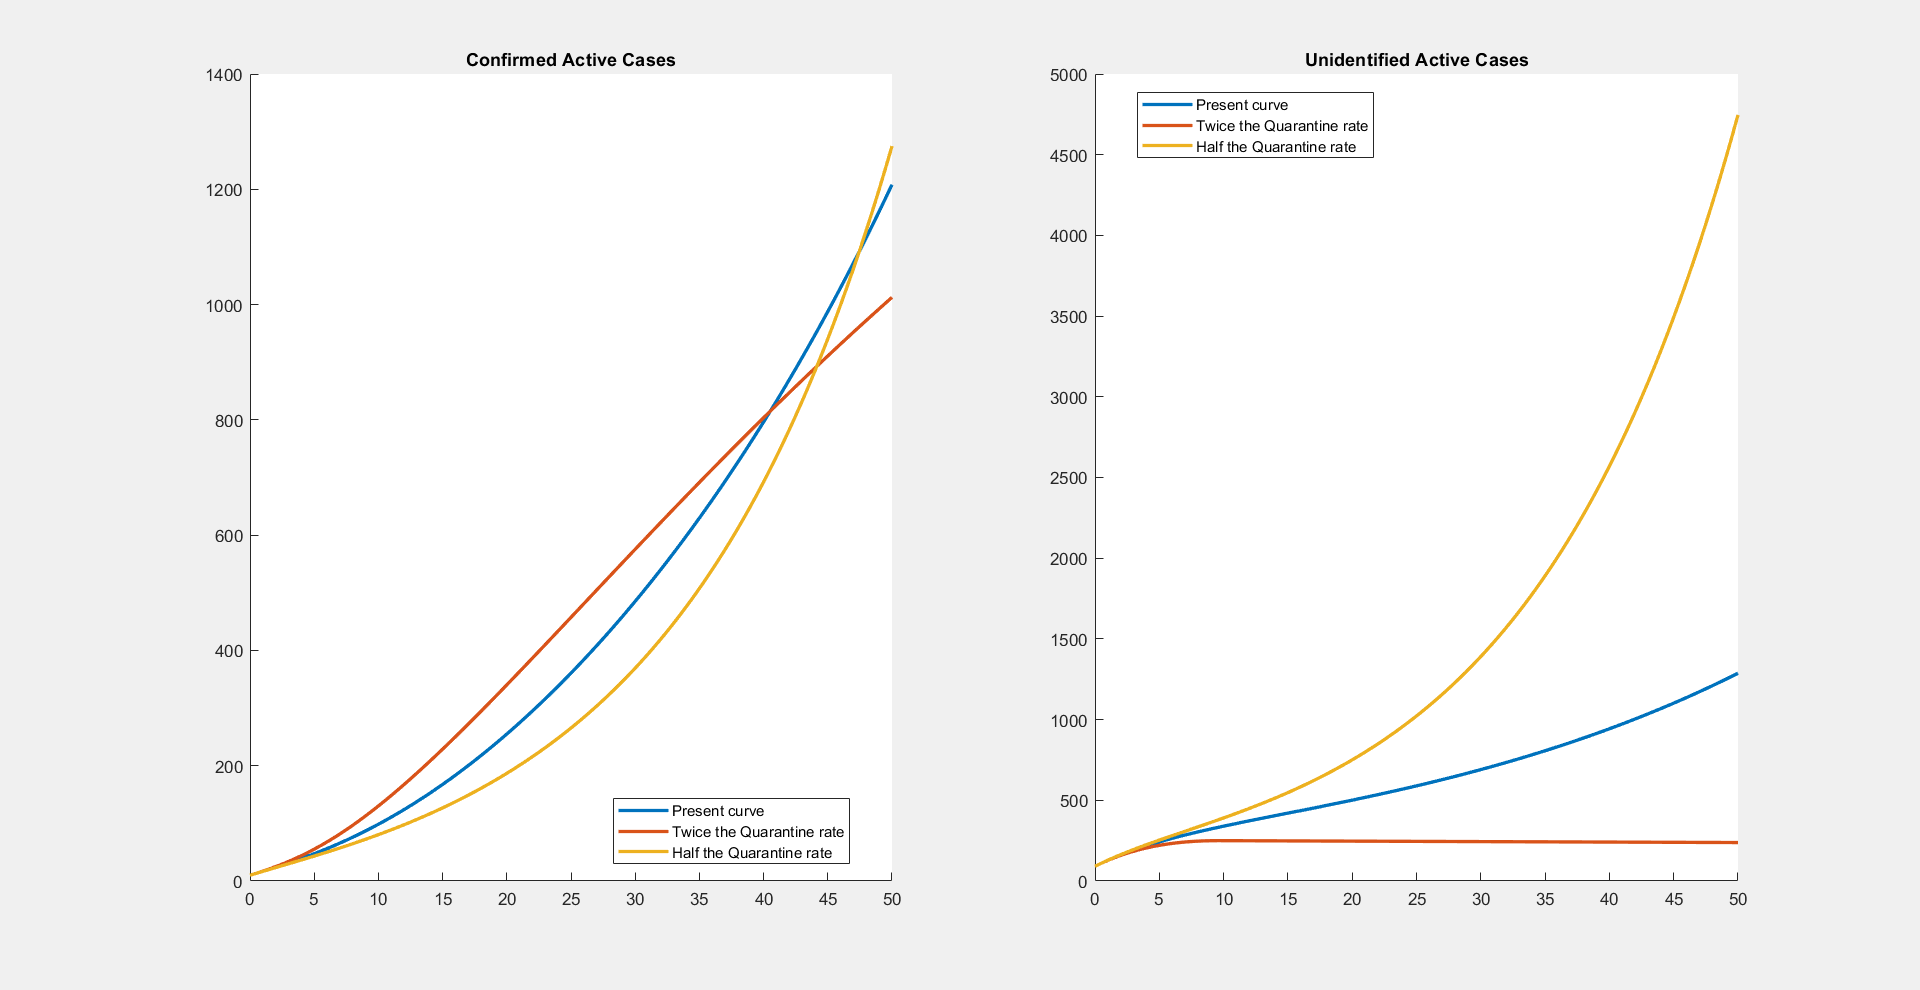 Confirmed Active Cases
1400
1200
1000
800
600
400
200
0
0 5 10 15 20 25 30 35 40 45 50
Present curve
Twice the Quarantine rate
Half the Quarantine rate
Unidentified Active Cases
5000
4500
4000
3500
3000
2500
2000
1500
1000
500
0
0 5 10 15 20 25 30 35 40 45 50
Present curve
Twice the Quarantine rate
Half the Quarantine rate